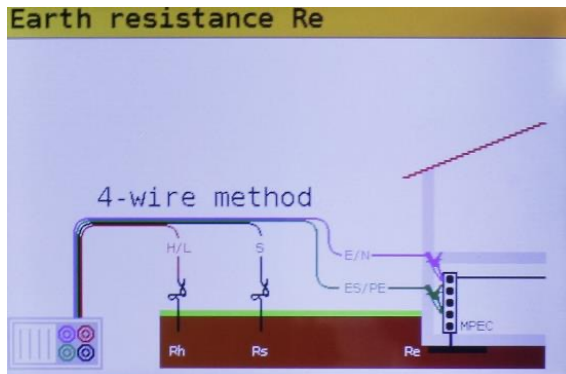 Earth resistance Re
4-wire method
H/L
S
E/N
ES/PE
MPEC
Rh
Rs
Re